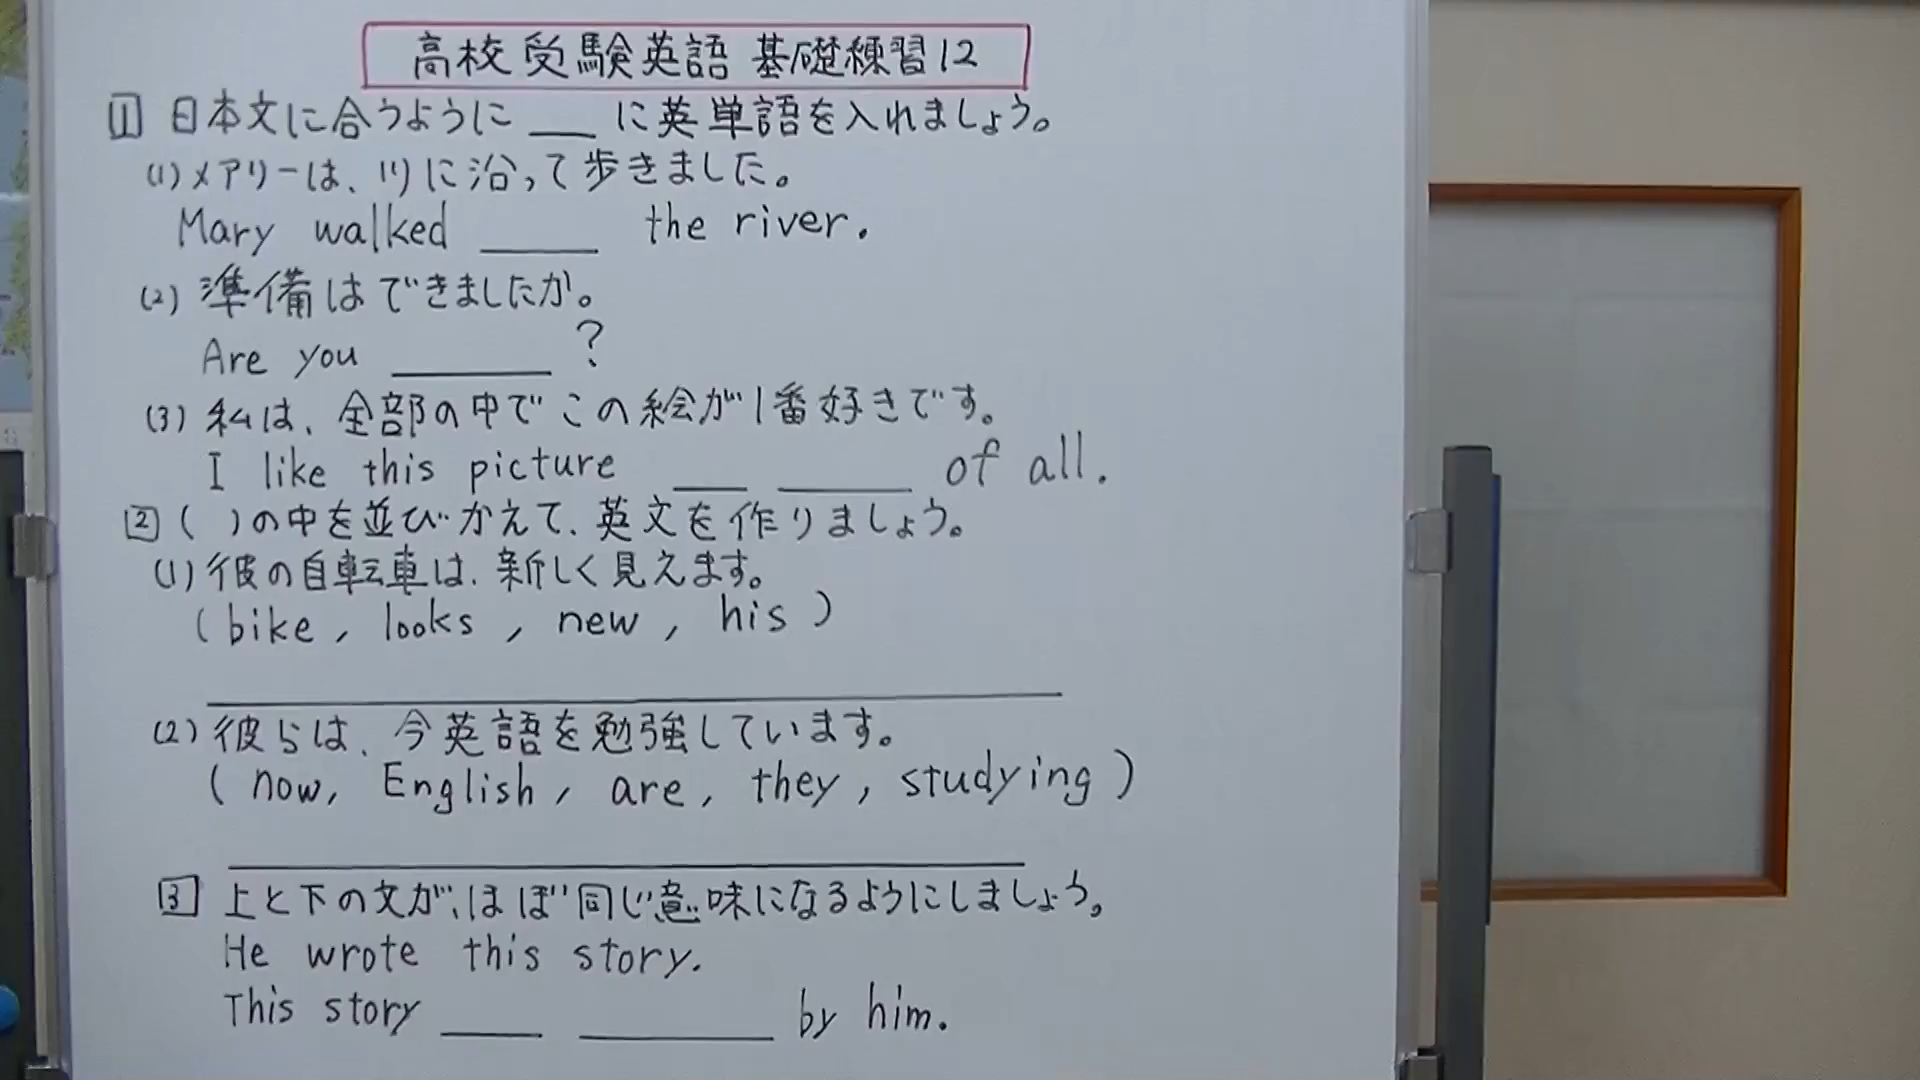 高校受験英語 基礎練習12
1 日本文に合うように ___ に英単語を入れましょう。
(1) メアリーは、川に沿って歩きました。
Mary walked ____ the river.
(2) 準備はできましたか。
Are you ____ ?
(3) 私は、全部の中でこの絵が1番好きです。
I like this picture ___ ____ of all.
2 ( )の中を並びかえて、英文を作りましょう。
(1) 彼の自転車は、新しく見えます。
( bike , looks , new , his )
(2) 彼らは、今英語を勉強しています。
( now, English, are, they, studying )
3 上と下の文が、ほぼ同じ意味になるようにしましょう。
He wrote this story.
This story ____ ____ by him.